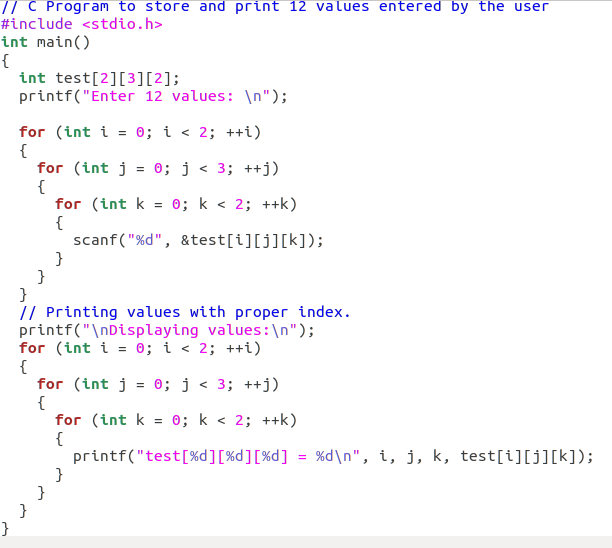 // C Program to store and print 12 values entered by the user
#include <stdio.h>
int main()
{
  int test[2][3][2];
  printf("Enter 12 values: \n");

  for (int i = 0; i < 2; ++i)
  {
    for (int j = 0; j < 3; ++j)
    {
      for (int k = 0; k < 2; ++k)
      {
        scanf("%d", &test[i][j][k]);
      }
    }
  }
  // Printing values with proper index.
  printf("\nDisplaying values:\n");
  for (int i = 0; i < 2; ++i)
  {
    for (int j = 0; j < 3; ++j)
    {
      for (int k = 0; k < 2; ++k)
      {
        printf("test[%d][%d][%d] = %d\n", i, j, k, test[i][j][k]);
      }
    }
  }
}